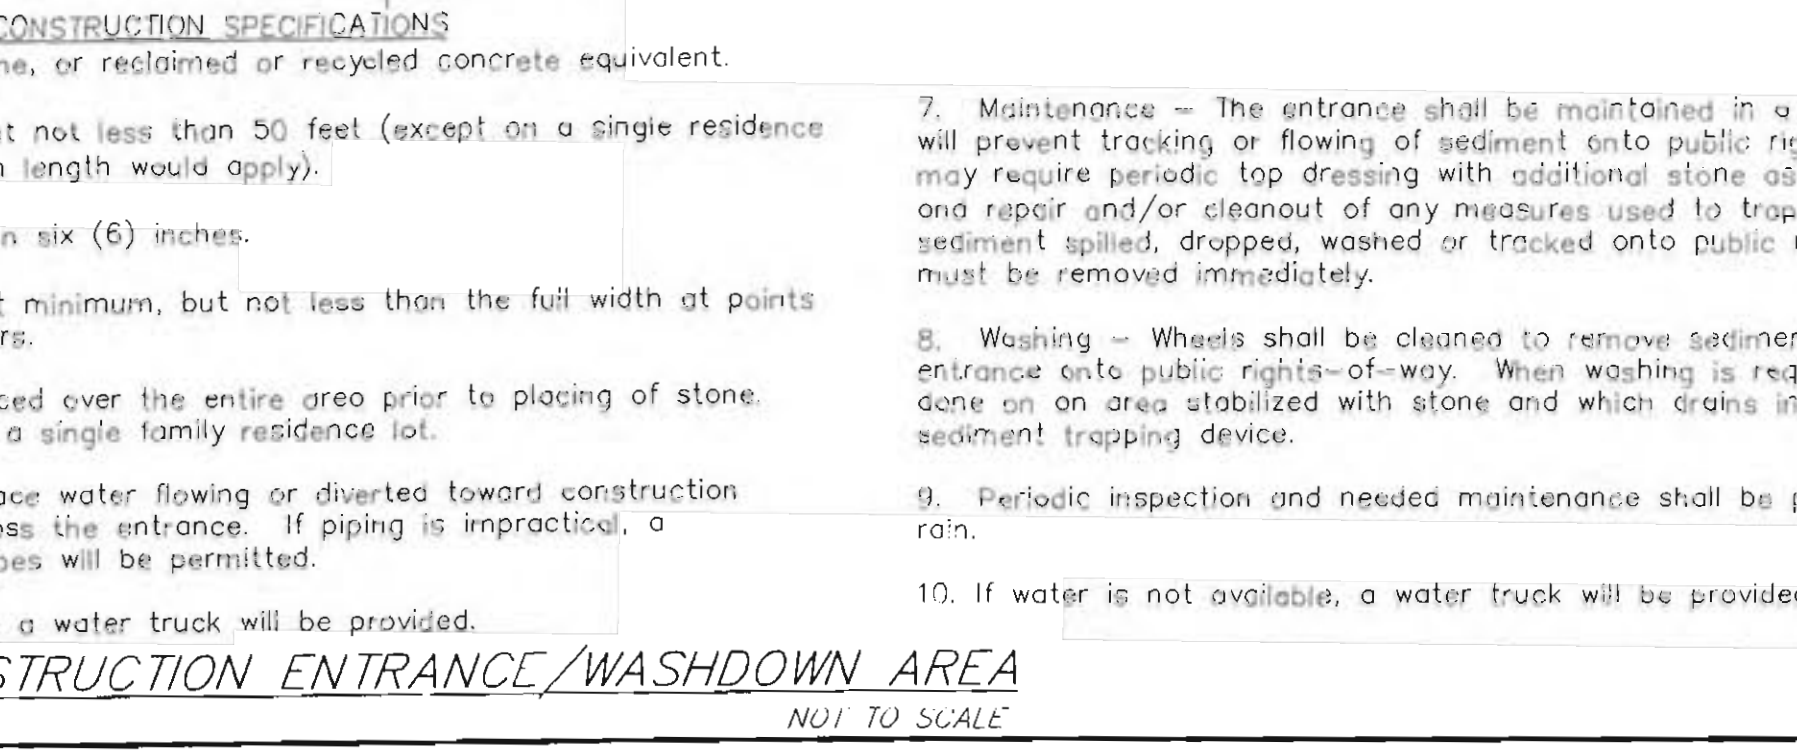 CONSTRUCTION SPECIFICATIONS
ne, or reclaimed or recycled concrete equivalent.
t not less than 50 feet (except on a single residence
n length would apply).
n six (6) inches.
t minimum, but not less than the full width at points
rs.
ced over the entire area prior to placing of stone.
a single family residence lot.
ace water flowing or diverted toward construction
oss the entrance. If piping is impractical, a
pes will be permitted.
a water truck will be provided.
7. Maintenance - The entrance shall be maintained in a
will prevent tracking or flowing of sediment onto public rig
may require periodic top dressing with additional stone as
and repair and/or cleanout of any measures used to trap
sediment spilled, dropped, washed or tracked onto public r
must be removed immediately.
8. Washing - Wheels shall be cleaned to remove sedimen
entrance onto public rights-of-way. When washing is req
done on an area stabilized with stone and which drains in
sediment trapping device.
9. Periodic inspection and needed maintenance shall be p
rain.
10. If water is not available, a water truck will be provided
STRUCTION ENTRANCE/WASHDOWN AREA
NOT TO SCALE